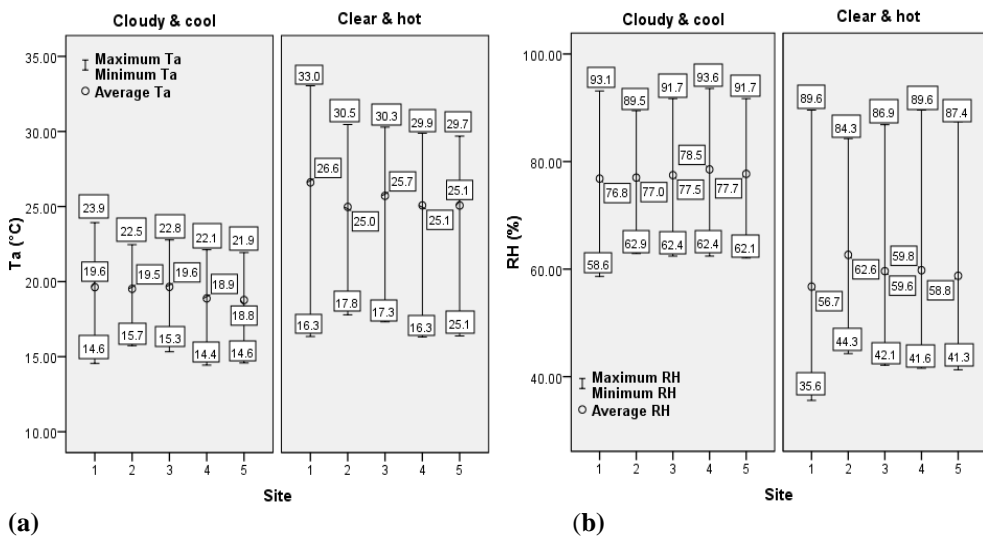 Cloudy & cool Clear & hot
35.00
30.00
25.00
20.00
15.00
10.00
Ta (°C)
Maximum Ta
Minimum Ta
Average Ta
23.9 22.5 22.8 22.1 21.9
19.6 19.5 19.6 18.9 18.8
14.6 15.7 15.3 14.4 14.6
33.0 30.5 30.3 29.9 29.7
26.6 25.0 25.7 25.1 25.1
16.3 17.8 17.3 16.3 25.1
1 2 3 4 5 1 2 3 4 5
Site
(a)
Cloudy & cool Clear & hot
100.00
80.00
60.00
40.00
RH (%)
93.1 89.5 91.7 93.6 91.7
76.8 77.0 77.5 78.5 77.7
58.6 62.9 62.4 62.4 62.1
89.6 84.3 86.9 89.6 87.4
56.7 62.6 59.6 59.8 58.8
35.6 44.3 42.1 41.6 41.3
Maximum RH
Minimum RH
Average RH
1 2 3 4 5 1 2 3 4 5
Site
(b)